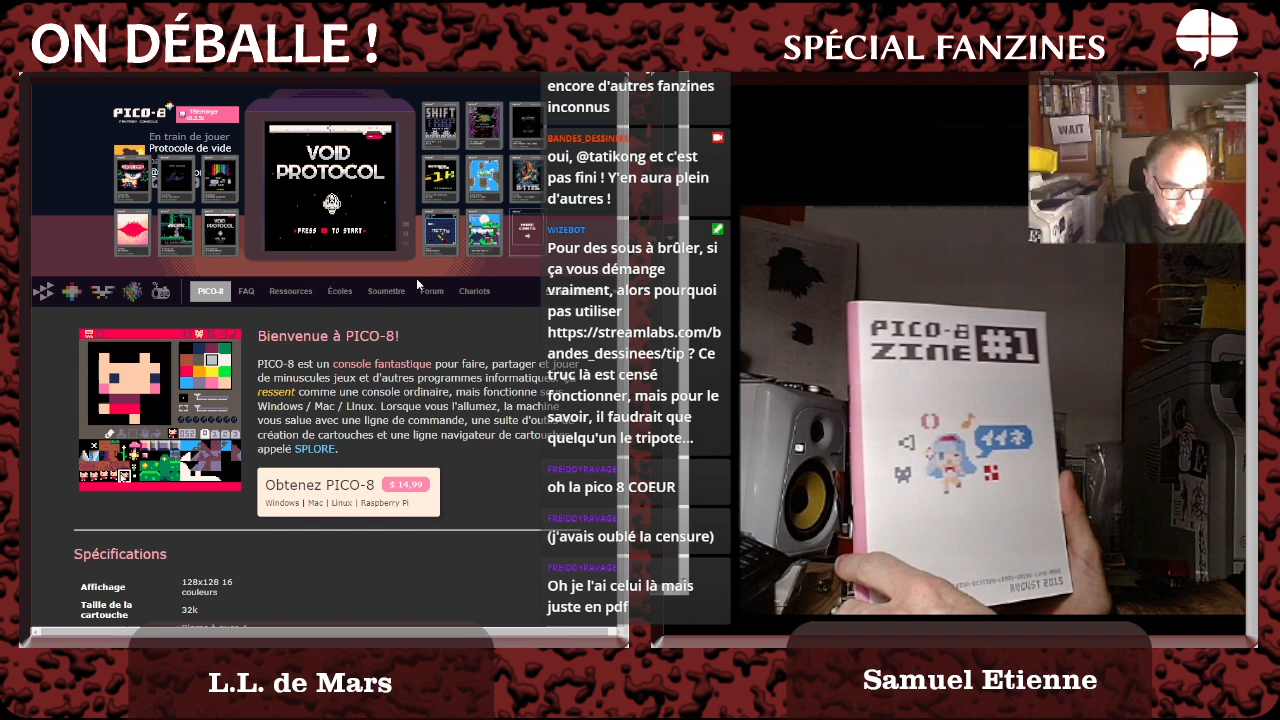 ON DÉBALLE !
SPÉCIAL FANZINES
PICO-8
FANTASY CONSOLE
Télécharger
En train de jouer
Protocole de vide
VOID
PROTOCOL
PRESS TO START
SHIFT
PICO-8
FAQ
Ressources
Écoles
Soumettre
Forum
Chariots
Bienvenue à PICO-8!
PICO-8 est un console fantastique pour faire, partager et jouer
de minuscules jeux et d'autres programmes informatiques.
ressent comme une console ordinaire, mais fonctionne
Windows / Mac / Linux. Lorsque vous l'allumez, la machine
vous salue avec une ligne de commande, une suite d'outils
création de cartouches et une ligne navigateur de cartouches
appelé SPLORE.
Obtenez PICO-8 $ 14,99
Windows | Mac | Linux | Raspberry Pi
Spécifications
Affichage
128x128 16
couleurs
Taille de la
cartouche
32k
encore d'autres fanzines
inconnus
BANDES_DESSINEES
oui, @tatikong et c'est
pas fini ! Y'en aura plein
d'autres !
WIZEBOT
Pour des sous à brûler, si
ça vous démange
vraiment, alors pourquoi
pas utiliser
https://streamlabs.com/b
andes_dessinees/tip ? Ce
truc là est censé
fonctionner, mais pour le
savoir, il faudrait que
quelqu'un le tripote...
FREIDDYRAVAGE
oh la pico 8 COEUR
FREIDDYRAVAGE
(j'avais oublé la censure)
FREIDDYRAVAGE
Oh je l'ai celui là mais
juste en pdf
WAIT
PICO-8
ZINE #1
イイネ
AUGUST 2015
L.L. de Mars
Samuel Etienne